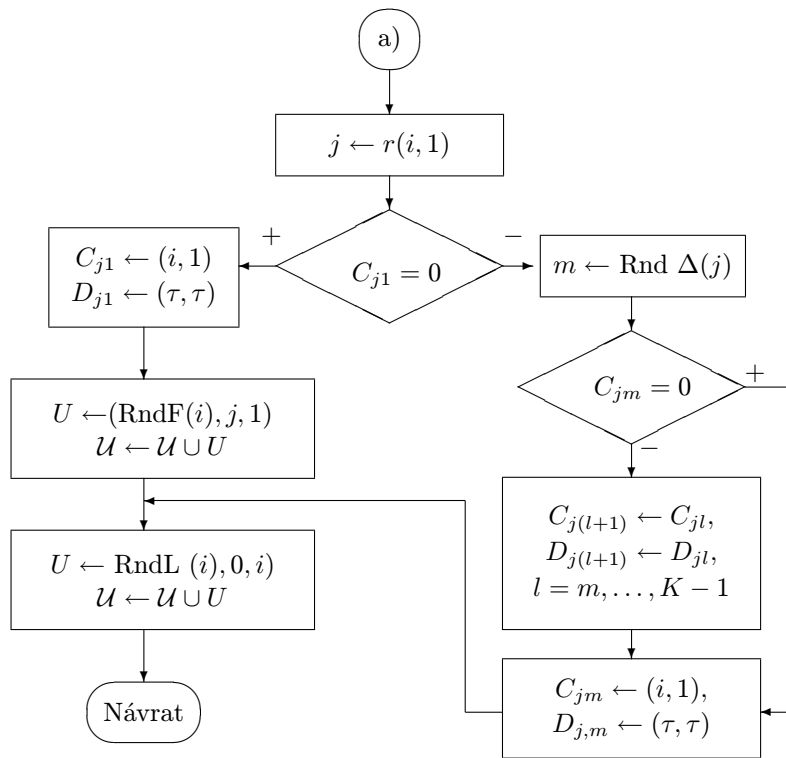 a)
j ← r(i, 1)
+
−
C_{j1} ← (i, 1)
D_{j1} ← (τ, τ)
C_{j1} = 0
m ← Rnd Δ(j)
C_{jm} = 0
+
−
U ←(RndF(i), j, 1)
𝒰 ← 𝒰 ∪ U
C_{j(l+1)} ← C_{jl},
D_{j(l+1)} ← D_{jl},
l = m, . . . , K − 1
U ← RndL (i), 0, i)
𝒰 ← 𝒰 ∪ U
C_{jm} ← (i, 1),
D_{j,m} ← (τ, τ)
Návrat